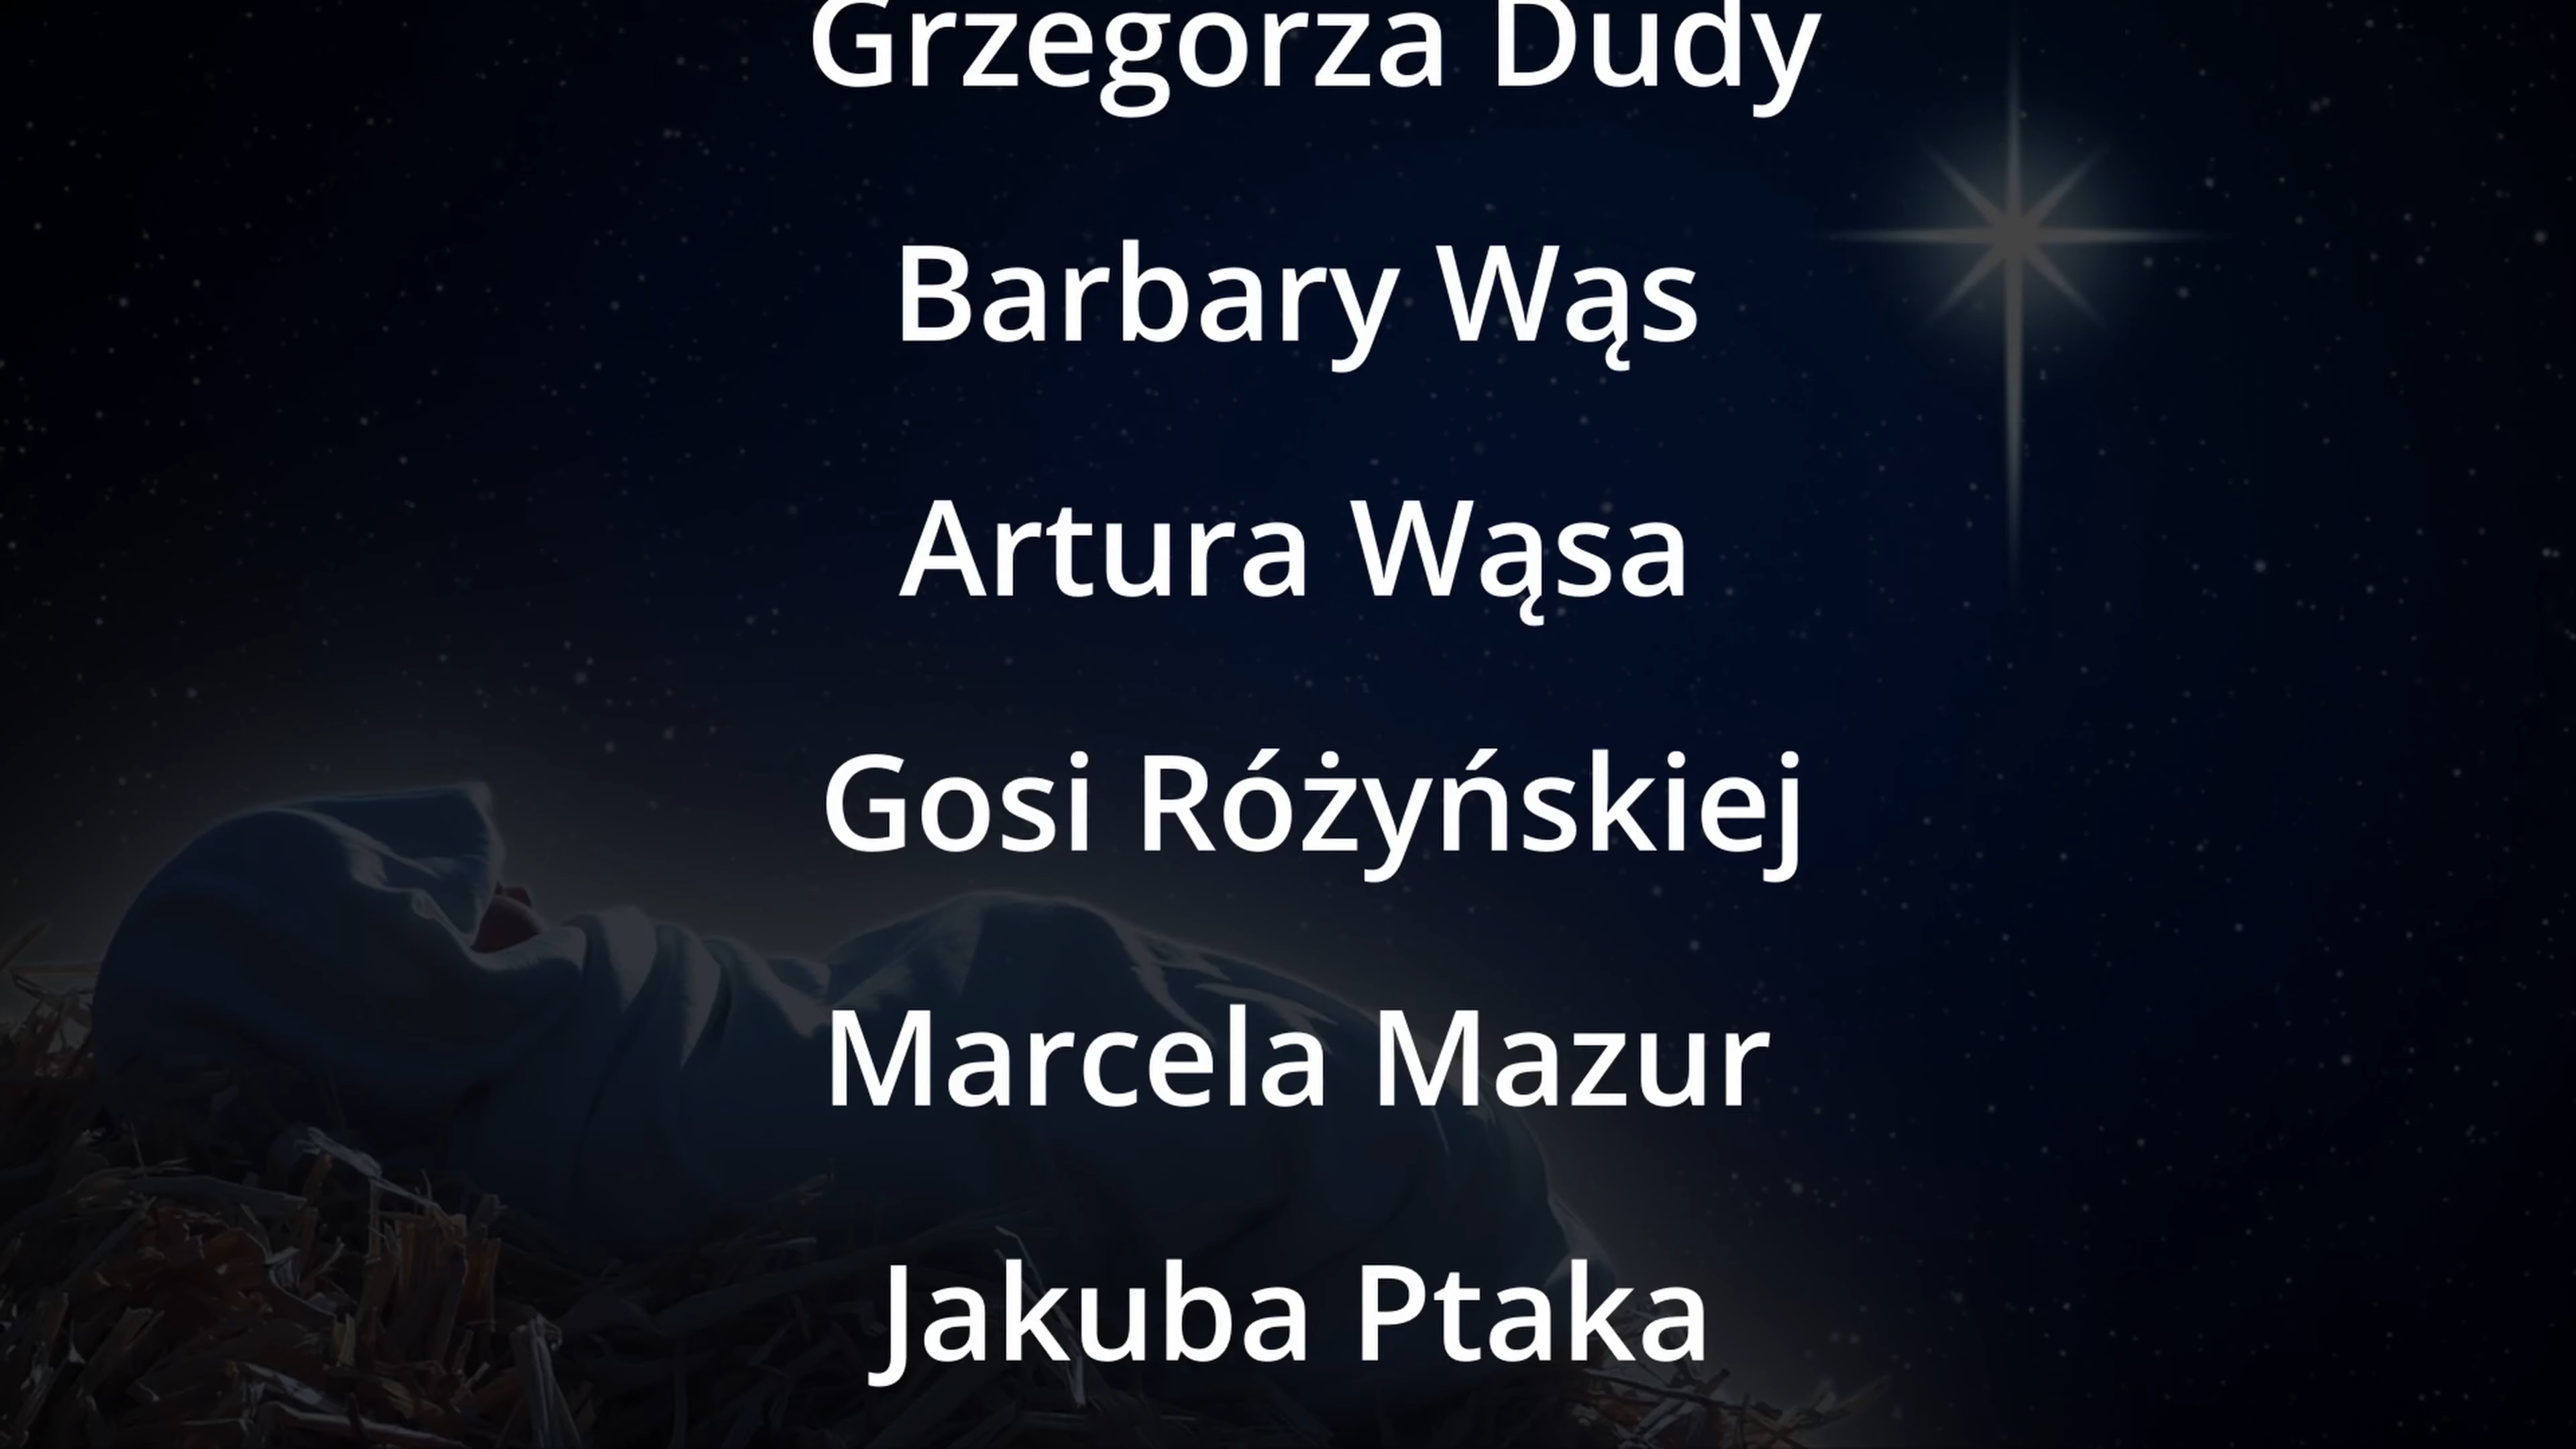 Grzegorza Dudy
Barbary Wąs
Artura Wąsa
Gosi Różyńskiej
Marcela Mazur
Jakuba Ptaka